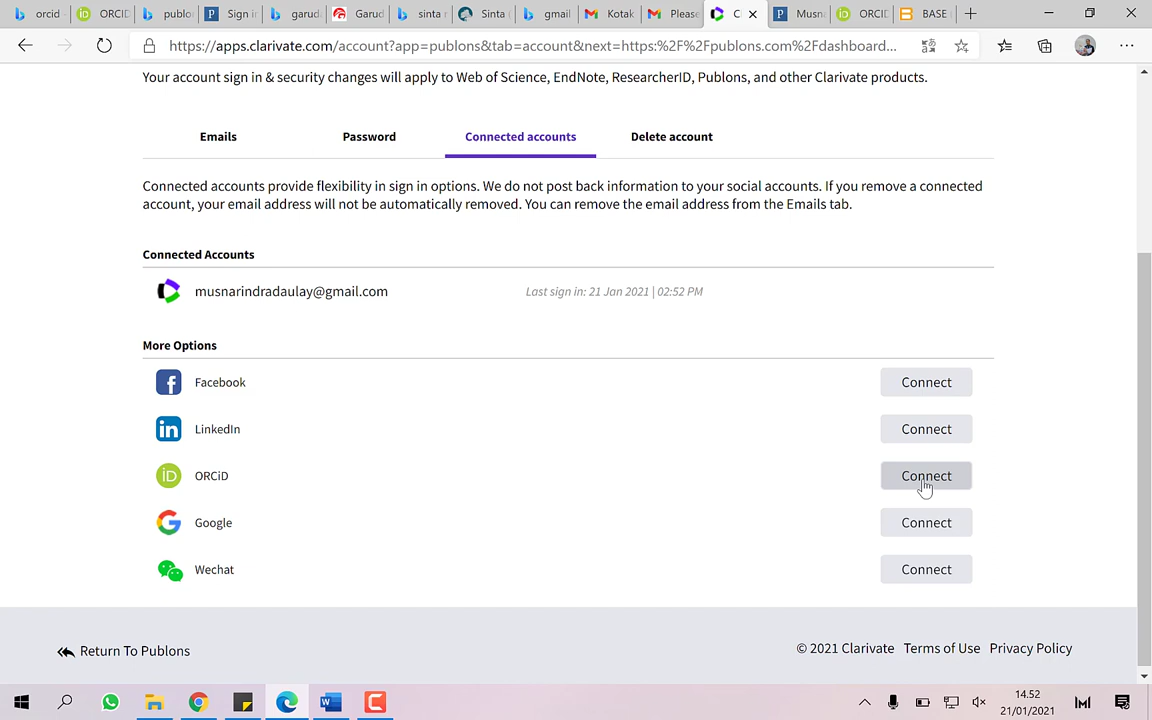 orcid
ORCID
publon
Sign in
garuda
Garud
sinta r
Sinta
gmail
Kotak
Please
C
Musn
ORCID
BASE
https://apps.clarivate.com/account?app=publons&tab=account&next=https:%2F%2Fpublons.com%2Fdashboard...
Your account sign in & security changes will apply to Web of Science, EndNote, ResearcherID, Publons, and other Clarivate products.
Emails Password Connected accounts Delete account
Connected accounts provide flexibility in sign in options. We do not post back information to your social accounts. If you remove a connected
account, your email address will not be automatically removed. You can remove the email address from the Emails tab.
Connected Accounts
musnarindradaulay@gmail.com Last sign in: 21 Jan 2021 | 02:52 PM
More Options
Facebook Connect
LinkedIn Connect
ORCiD Connect
Google Connect
Wechat Connect
Return To Publons © 2021 Clarivate Terms of Use Privacy Policy
14.52
21/01/2021